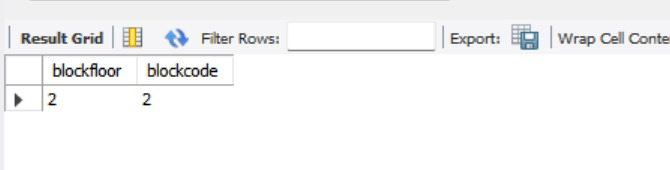 Result Grid Filter Rows: Export: Wrap Cell Conte
blockfloor blockcode
2 2